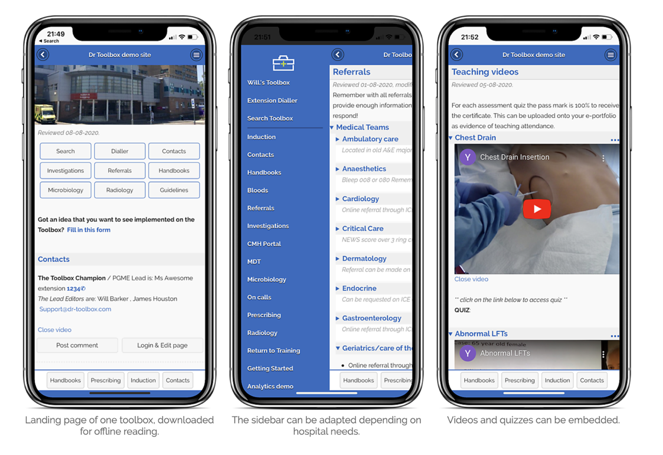 21:49
Search
Dr Toolbox demo site
Reviewed 08-08-2020.
Search
Dialler
Contacts
Investigations
Referrals
Handbooks
Microbiology
Radiology
Guidelines
Got an idea that you want to see implemented on the
Toolbox? Fill in this form
Contacts
The Toolbox Champion / PGME Lead is: Ms Awesome
extension 1234
The Lead Editors are: Will Barker , James Houston
Support@dr-toolbox.com
Close video
Post comment
Login & Edit page
Handbooks
Prescribing
Induction
Contacts
Landing page of one toolbox, downloaded
for offline reading.
21:51
Dr Toolbo
Will's Toolbox
Extension Dialler
Search Toolbox
Induction
Contacts
Handbooks
Bloods
Referrals
Investigations
CMH Portal
MDT
Microbiology
On calls
Prescribing
Radiology
Return to Training
Getting Started
Analytics demo
Referrals
Reviewed 01-08-2020, modif
Remember with all referrals
provide enough information
respond!
Medical Teams
Ambulatory care
Located in old A&E major
Anaesthetics
Bleep 028 or 080 Remem
Cardiology
Online referral through IC
Critical Care
NEWS score over 3 ring c
Dermatology
Referral can be made on
Endocrine
Can be requested on ICE
Gastroenterology
Online referral through IC
Geriatrics/care of the
Online referral through
Handbooks
Prescribin
The sidebar can be adapted depending on
hospital needs.
21:52
Dr Toolbox demo site
Teaching videos
Reviewed 05-08-2020.
For each assessment quiz the pass mark is 100% to receive
the certificate. This can be uploaded onto your e-portfolio
as evidence of teaching attendance.
Chest Drain
Y
Chest Drain Insertion
Close video
** click on the link below to access quiz **
QUIZ:
Abnormal LFTs
Y
Abnormal LFTs
Handbooks
Prescribing
Induction
Contacts
Videos and quizzes can be embedded.